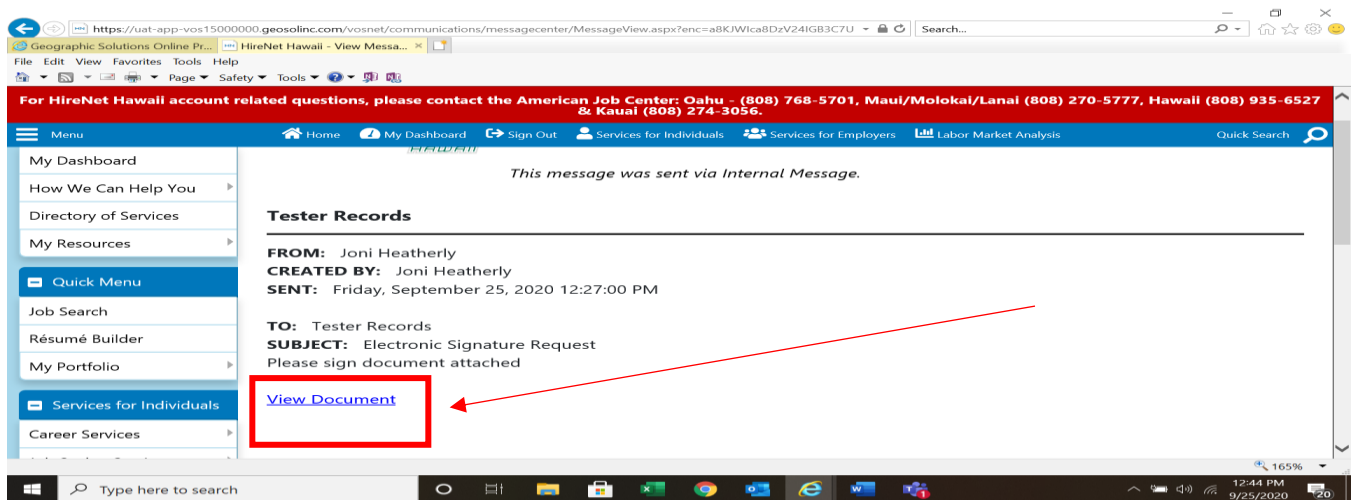 https://uat-app-vos15000000.geosolinc.com/vosnet/communications/messagecenter/MessageView.aspx?enc=a8KJWIca8DzV24IGB3C7U
Search...
Geographic Solutions Online Pr...
HireNet Hawaii - View Messa...
File Edit View Favorites Tools Help
Page Safety Tools
For HireNet Hawaii account related questions, please contact the American Job Center: Oahu - (808) 768-5701, Maui/Molokai/Lanai (808) 270-5777, Hawaii (808) 935-6527
& Kauai (808) 274-3056.
Menu Home My Dashboard Sign Out Services for Individuals Services for Employers Labor Market Analysis Quick Search
HAWAII
My Dashboard
How We Can Help You
Directory of Services
My Resources
Quick Menu
Job Search
Résumé Builder
My Portfolio
Services for Individuals
Career Services
This message was sent via Internal Message.
Tester Records
FROM: Joni Heatherly
CREATED BY: Joni Heatherly
SENT: Friday, September 25, 2020 12:27:00 PM
TO: Tester Records
SUBJECT: Electronic Signature Request
Please sign document attached
View Document
165%
Type here to search
12:44 PM
9/25/2020
20